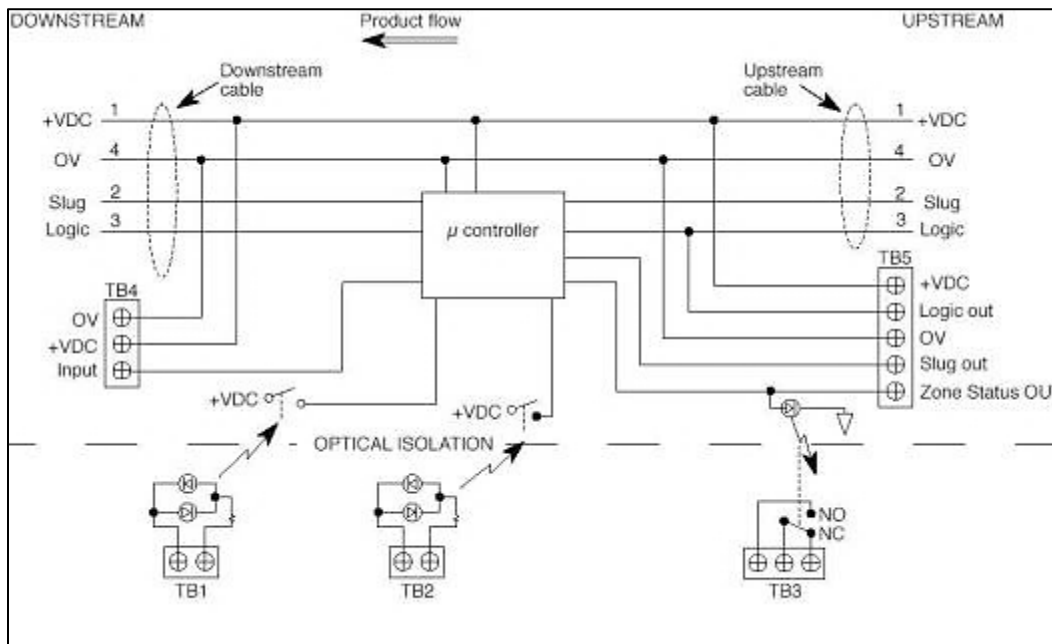 DOWNSTREAM
Product flow
UPSTREAM
Downstream
cable
Upstream
cable
+VDC 1
1 +VDC
OV 4
4 OV
Slug 2
2 Slug
Logic 3
3 Logic
µ controller
TB4
OV
+VDC
Input
TB5
+VDC
Logic out
OV
Slug out
Zone Status OU
+VDC
+VDC
OPTICAL ISOLATION
NO
NC
TB1
TB2
TB3